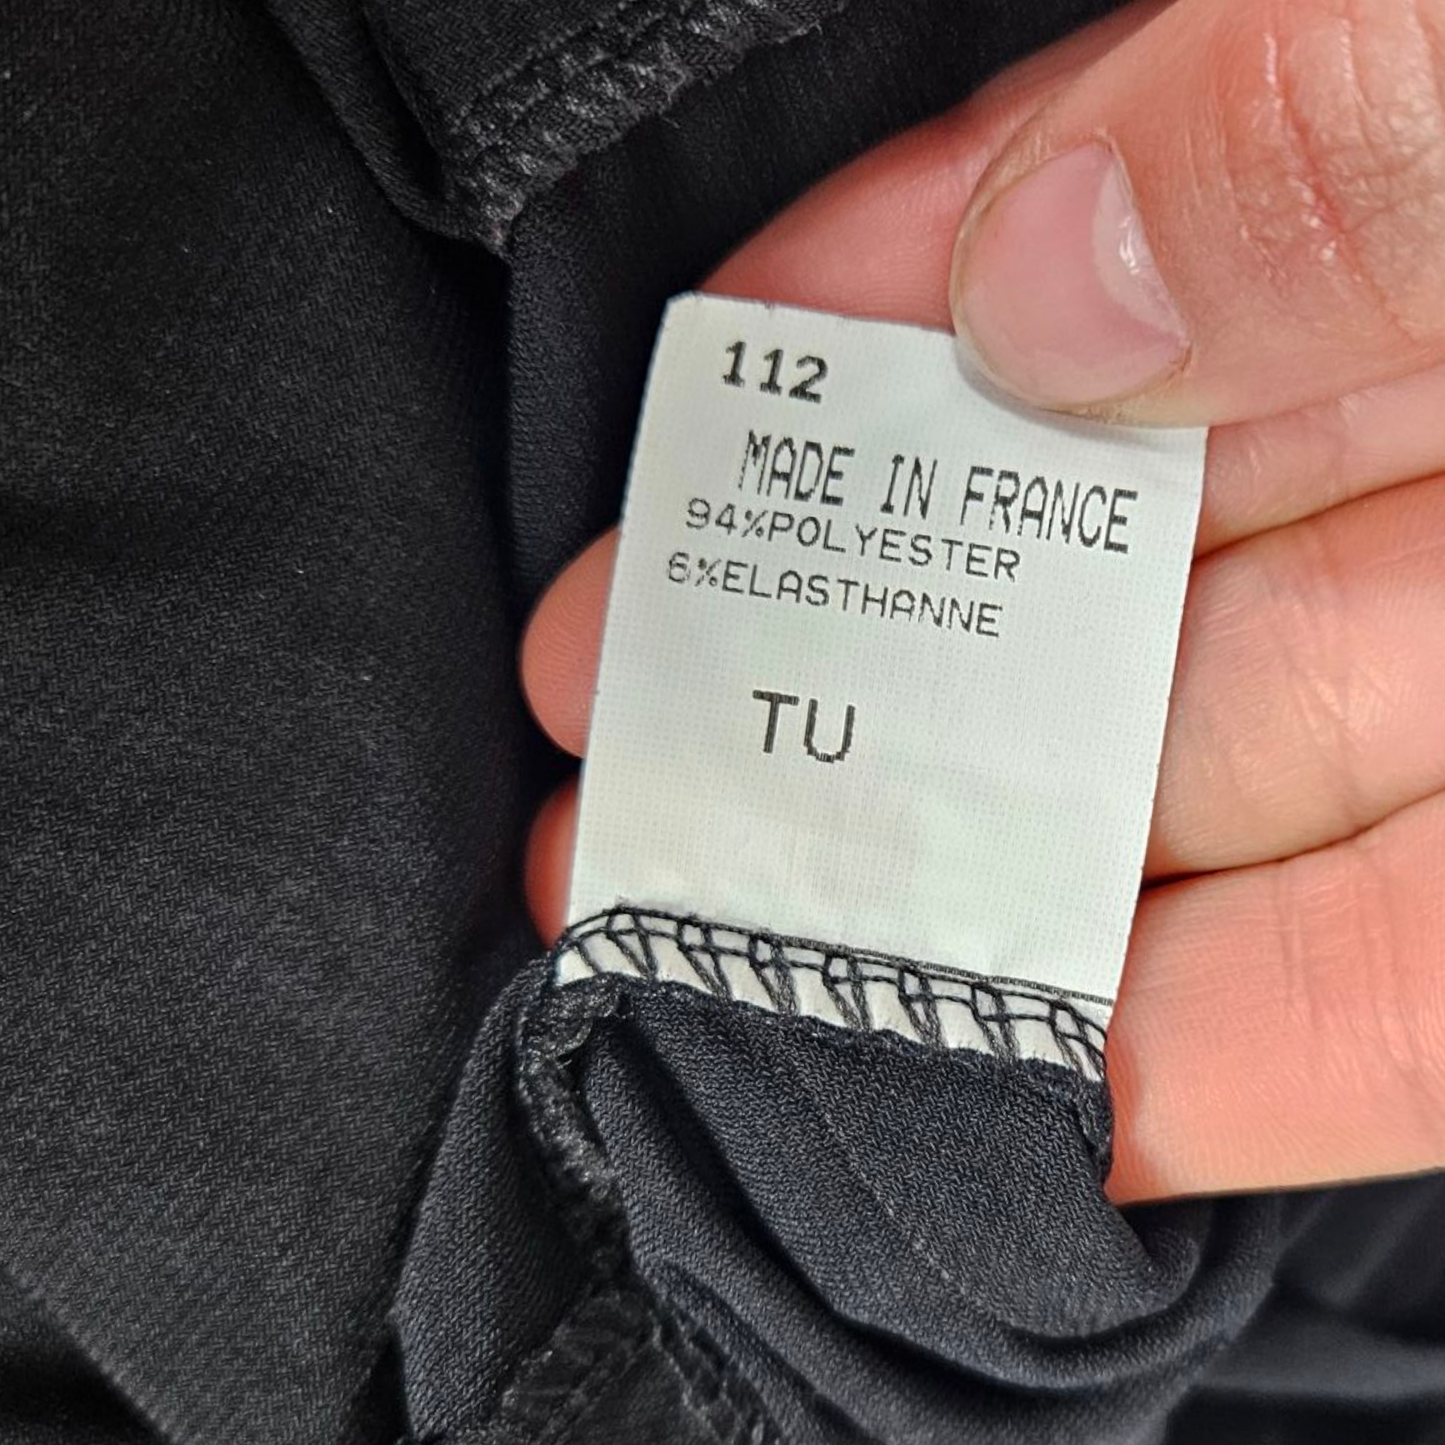 112
MADE IN FRANCE
94%POLYESTER
6%ELASTHANNE
TU